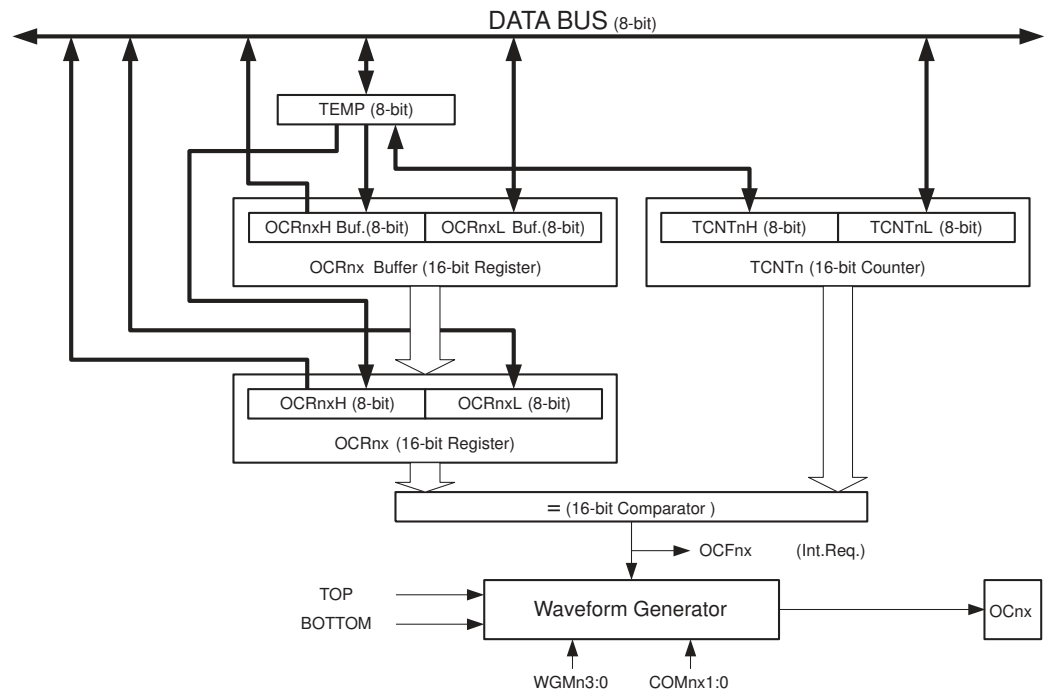 DATA BUS (8-bit)
TEMP (8-bit)
OCRnxH Buf.(8-bit) OCRnxL Buf.(8-bit) TCNTnH (8-bit) TCNTnL (8-bit)
OCRnx Buffer (16-bit Register) TCNTn (16-bit Counter)
OCRnxH (8-bit) OCRnxL (8-bit)
OCRnx (16-bit Register)
= (16-bit Comparator )
OCFnx (Int.Req.)
TOP
BOTTOM
Waveform Generator OCnx
WGMn3:0 COMnx1:0